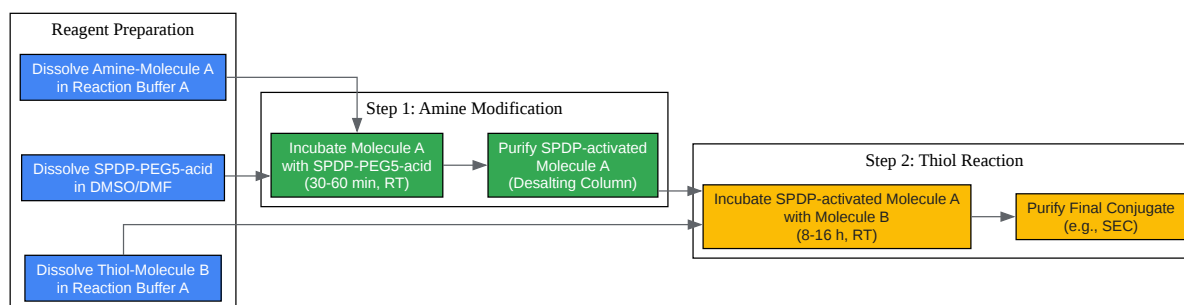 Reagent Preparation
Dissolve Amine-Molecule A
in Reaction Buffer A
Dissolve SPDP-PEG5-acid
in DMSO/DMF
Dissolve Thiol-Molecule B
in Reaction Buffer A
Step 1: Amine Modification
Incubate Molecule A
with SPDP-PEG5-acid
(30-60 min, RT)
Purify SPDP-activated
Molecule A
(Desalting Column)
Step 2: Thiol Reaction
Incubate SPDP-activated Molecule A
with Molecule B
(8-16 h, RT)
Purify Final Conjugate
(e.g., SEC)